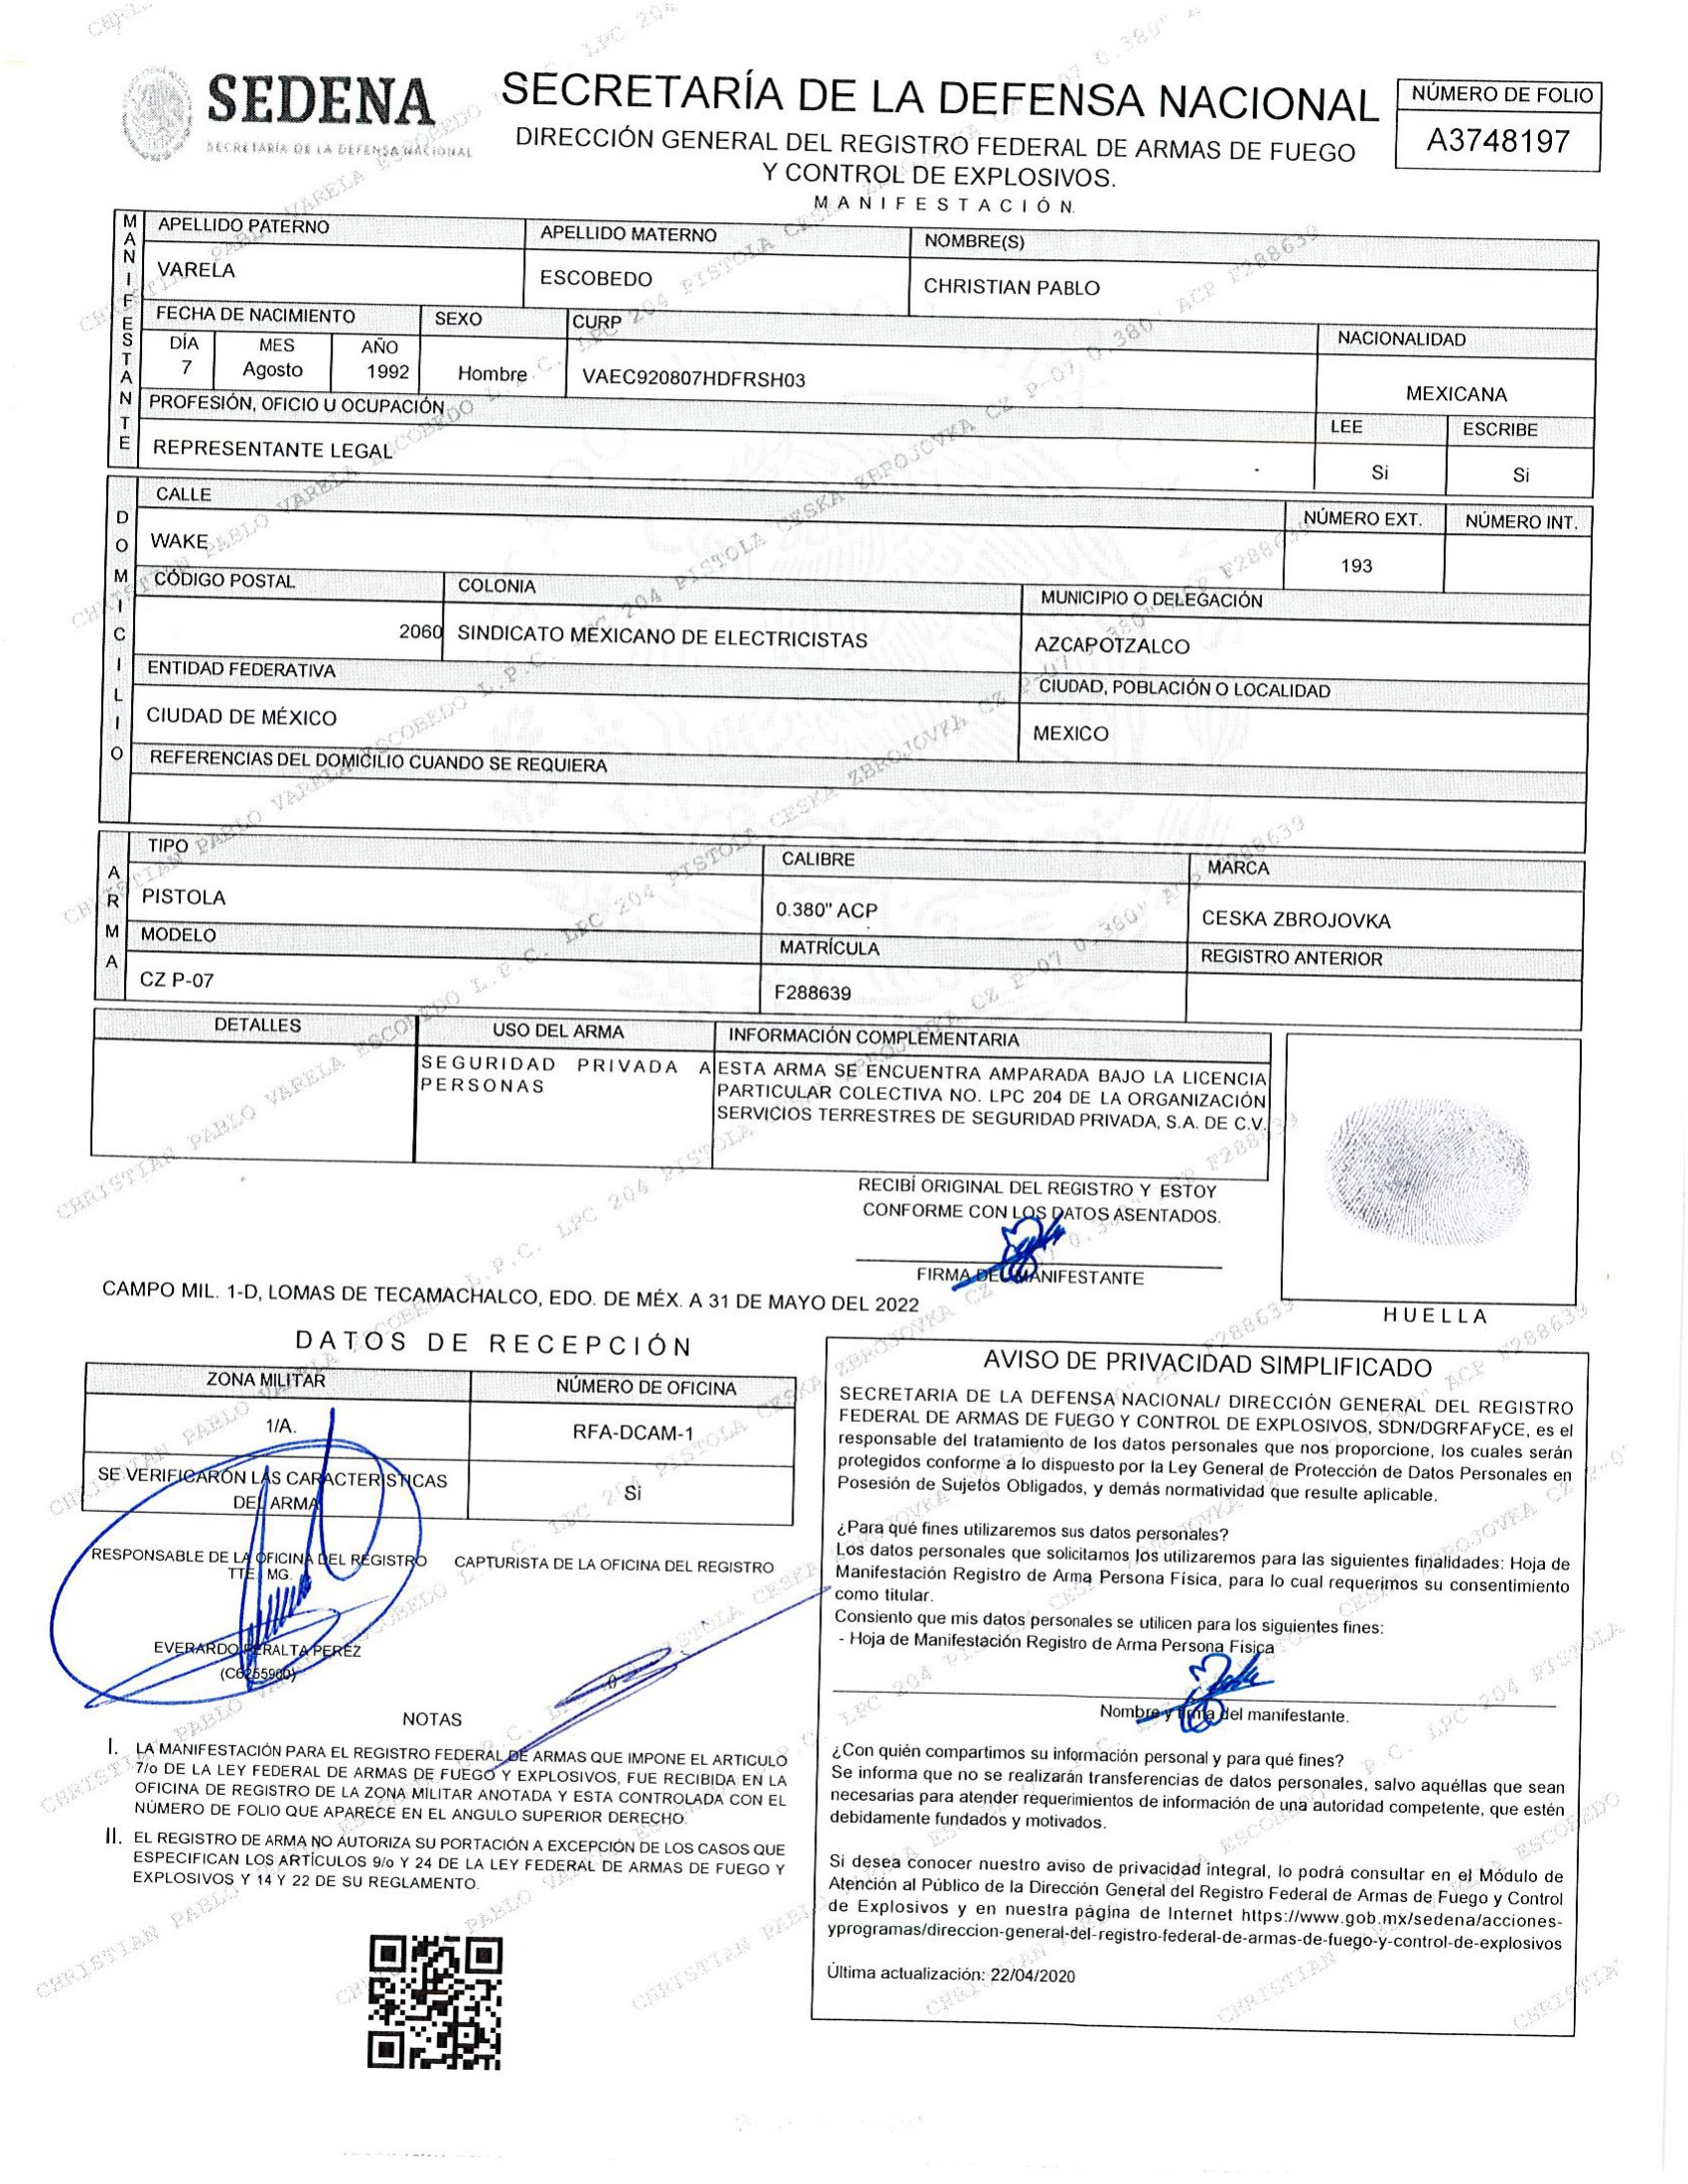 SEDENA
SECRETARÍA DE LA DEFENSA NACIONAL
SECRETARÍA DE LA DEFENSA NACIONAL
DIRECCIÓN GENERAL DEL REGISTRO FEDERAL DE ARMAS DE FUEGO
Y CONTROL DE EXPLOSIVOS.
MANIFESTACIÓN.
NÚMERO DE FOLIO
A3748197
MANIFESTANTE
APELLIDO PATERNO APELLIDO MATERNO NOMBRE(S)
VARELA ESCOBEDO CHRISTIAN PABLO
FECHA DE NACIMIENTO SEXO CURP NACIONALIDAD
DÍA MES AÑO
7 Agosto 1992 Hombre VAEC920807HDFRSH03 MEXICANA
PROFESIÓN, OFICIO U OCUPACIÓN LEE ESCRIBE
REPRESENTANTE LEGAL Si Si
DOMICILIO
CALLE NÚMERO EXT. NÚMERO INT.
WAKE 193
CÓDIGO POSTAL COLONIA MUNICIPIO O DELEGACIÓN
2060 SINDICATO MEXICANO DE ELECTRICISTAS AZCAPOTZALCO
ENTIDAD FEDERATIVA CIUDAD, POBLACIÓN O LOCALIDAD
CIUDAD DE MÉXICO MEXICO
REFERENCIAS DEL DOMICILIO CUANDO SE REQUIERA
ARMA
TIPO CALIBRE MARCA
PISTOLA 0.380" ACP CESKA ZBROJOVKA
MODELO MATRÍCULA REGISTRO ANTERIOR
CZ P-07 F288639
DETALLES USO DEL ARMA INFORMACIÓN COMPLEMENTARIA
SEGURIDAD PRIVADA A
PERSONAS
ESTA ARMA SE ENCUENTRA AMPARADA BAJO LA LICENCIA
PARTICULAR COLECTIVA NO. LPC 204 DE LA ORGANIZACIÓN
SERVICIOS TERRESTRES DE SEGURIDAD PRIVADA, S.A. DE C.V.
RECIBÍ ORIGINAL DEL REGISTRO Y ESTOY
CONFORME CON LOS DATOS ASENTADOS.
FIRMA DEL MANIFESTANTE
HUELLA
CAMPO MIL. 1-D, LOMAS DE TECAMACHALCO, EDO. DE MÉX. A 31 DE MAYO DEL 2022
DATOS DE RECEPCIÓN
ZONA MILITAR NÚMERO DE OFICINA
1/A. RFA-DCAM-1
SE VERIFICARÓN LAS CARACTERISTICAS
DEL ARMA
Si
RESPONSABLE DE LA OFICINA DEL REGISTRO CAPTURISTA DE LA OFICINA DEL REGISTRO
TTE. MG.
EVERARDO PERALTA PEREZ
(C6255900)
0
NOTAS
I. LA MANIFESTACIÓN PARA EL REGISTRO FEDERAL DE ARMAS QUE IMPONE EL ARTICULO
7/o DE LA LEY FEDERAL DE ARMAS DE FUEGO Y EXPLOSIVOS, FUE RECIBIDA EN LA
OFICINA DE REGISTRO DE LA ZONA MILITAR ANOTADA Y ESTA CONTROLADA CON EL
NÚMERO DE FOLIO QUE APARECE EN EL ANGULO SUPERIOR DERECHO.
II. EL REGISTRO DE ARMA NO AUTORIZA SU PORTACIÓN A EXCEPCIÓN DE LOS CASOS QUE
ESPECIFICAN LOS ARTÍCULOS 9/o Y 24 DE LA LEY FEDERAL DE ARMAS DE FUEGO Y
EXPLOSIVOS Y 14 Y 22 DE SU REGLAMENTO.
AVISO DE PRIVACIDAD SIMPLIFICADO
SECRETARIA DE LA DEFENSA NACIONAL/ DIRECCIÓN GENERAL DEL REGISTRO
FEDERAL DE ARMAS DE FUEGO Y CONTROL DE EXPLOSIVOS, SDN/DGRFAFyCE, es el
responsable del tratamiento de los datos personales que nos proporcione, los cuales serán
protegidos conforme a lo dispuesto por la Ley General de Protección de Datos Personales en
Posesión de Sujetos Obligados, y demás normatividad que resulte aplicable.
¿Para qué fines utilizaremos sus datos personales?
Los datos personales que solicitamos los utilizaremos para las siguientes finalidades: Hoja de
Manifestación Registro de Arma Persona Física, para lo cual requerimos su consentimiento
como titular.
Consiento que mis datos personales se utilicen para los siguientes fines:
- Hoja de Manifestación Registro de Arma Persona Física
Nombre y firma del manifestante.
¿Con quién compartimos su información personal y para qué fines?
Se informa que no se realizarán transferencias de datos personales, salvo aquéllas que sean
necesarias para atender requerimientos de información de una autoridad competente, que estén
debidamente fundados y motivados.
Si desea conocer nuestro aviso de privacidad integral, lo podrá consultar en el Módulo de
Atención al Público de la Dirección General del Registro Federal de Armas de Fuego y Control
de Explosivos y en nuestra página de Internet https://www.gob.mx/sedena/acciones-
yprogramas/direccion-general-del-registro-federal-de-armas-de-fuego-y-control-de-explosivos
Última actualización: 22/04/2020
CHRISTIAN PABLO VARELA ESCOBEDO L.P.C. LPC 204 PISTOLA CESKA ZBROJOVKA CZ P-07 0.380" ACP F288639